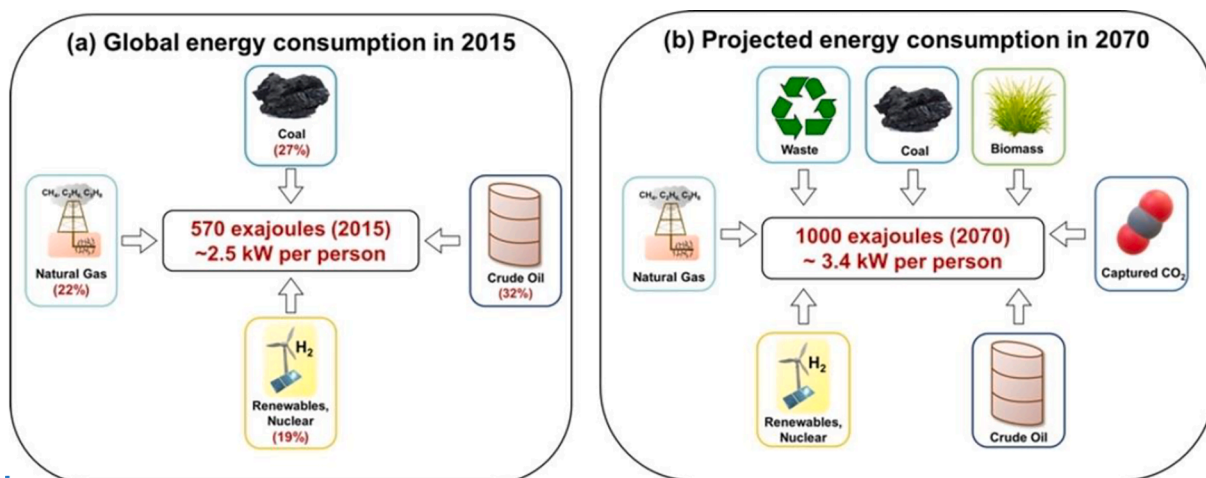 (a) Global energy consumption in 2015
Coal
(27%)
CH₄, C₂H₆, C₃H₈
Natural Gas
(22%)
570 exajoules (2015)
~2.5 kW per person
Crude Oil
(32%)
H₂
Renewables,
Nuclear
(19%)
(b) Projected energy consumption in 2070
Waste
Coal
Biomass
CH₄, C₂H₆, C₃H₈
Natural Gas
1000 exajoules (2070)
~ 3.4 kW per person
Captured CO₂
H₂
Renewables,
Nuclear
Crude Oil